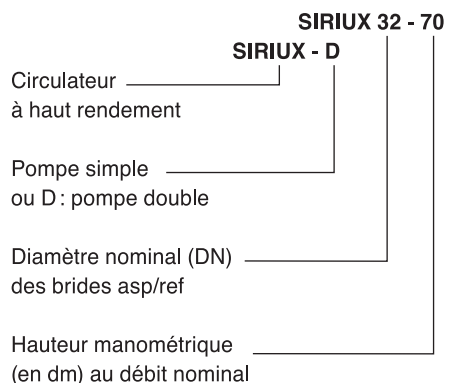 SIRIUX 32 - 70
SIRIUX - D
Circulateur
à haut rendement
Pompe simple
ou D : pompe double
Diamètre nominal (DN)
des brides asp/ref
Hauteur manométrique
(en dm) au débit nominal